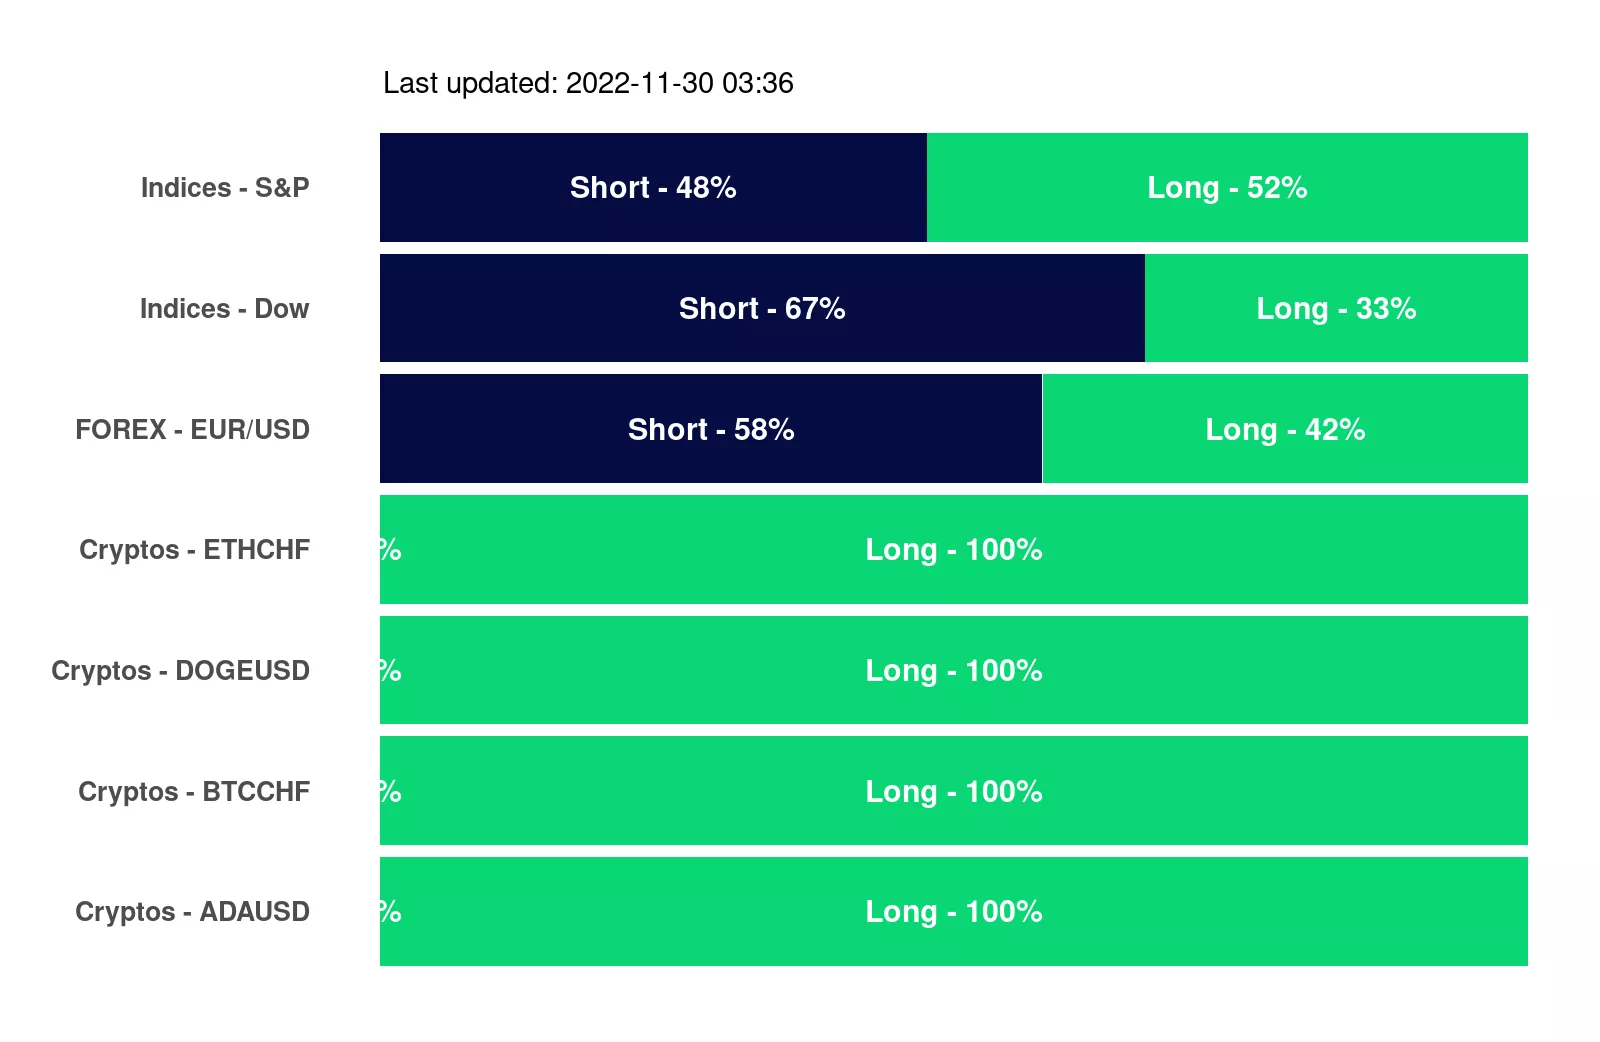 Last updated: 2022-11-30 03:36
Indices - S&P Short - 48% Long - 52%
Indices - Dow Short - 67% Long - 33%
FOREX - EUR/USD Short - 58% Long - 42%
Cryptos - ETHCHF % Long - 100%
Cryptos - DOGEUSD % Long - 100%
Cryptos - BTCCHF % Long - 100%
Cryptos - ADAUSD % Long - 100%